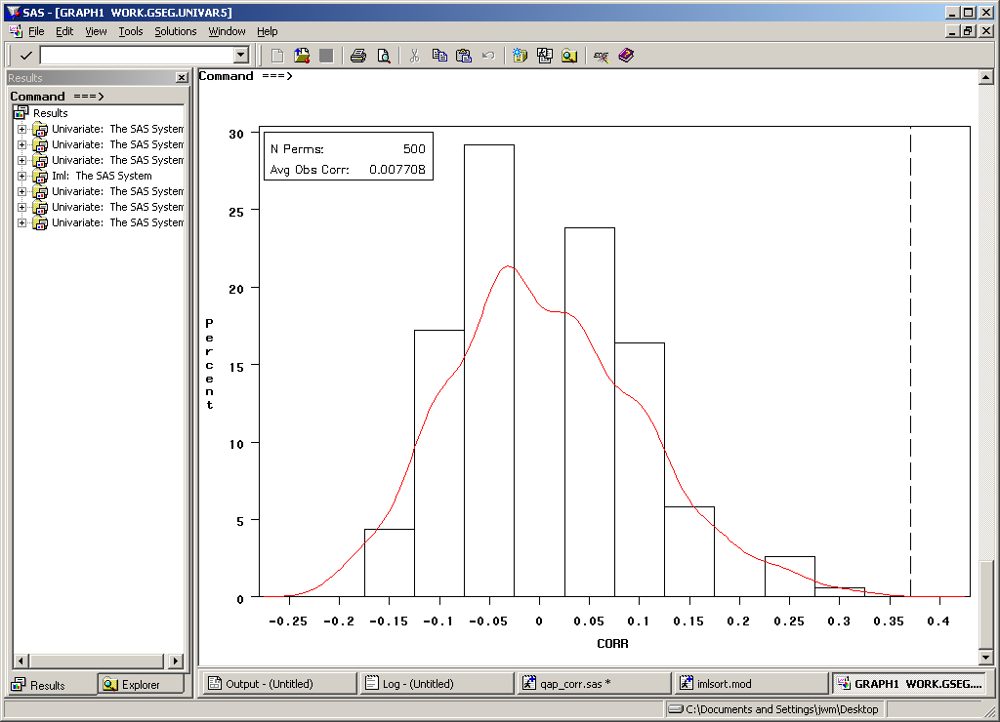 SAS - [GRAPH1 WORK.GSEG.UNIVAR5]
File Edit View Tools Solutions Window Help
Results
Command ===>
Results
Univariate: The SAS System
Univariate: The SAS System
Univariate: The SAS System
Iml: The SAS System
Univariate: The SAS System
Univariate: The SAS System
Univariate: The SAS System
Results
Explorer
Command ===>
N Perms: 500
Avg Obs Corr: 0.007708
30
25
20
15
10
5
0
Percent
-0.25 -0.2 -0.15 -0.1 -0.05 0 0.05 0.1 0.15 0.2 0.25 0.3 0.35 0.4
CORR
Output - (Untitled)
Log - (Untitled)
qap_corr.sas *
imlsort.mod
GRAPH1 WORK.GSEG....
C:\Documents and Settings\jwm\Desktop